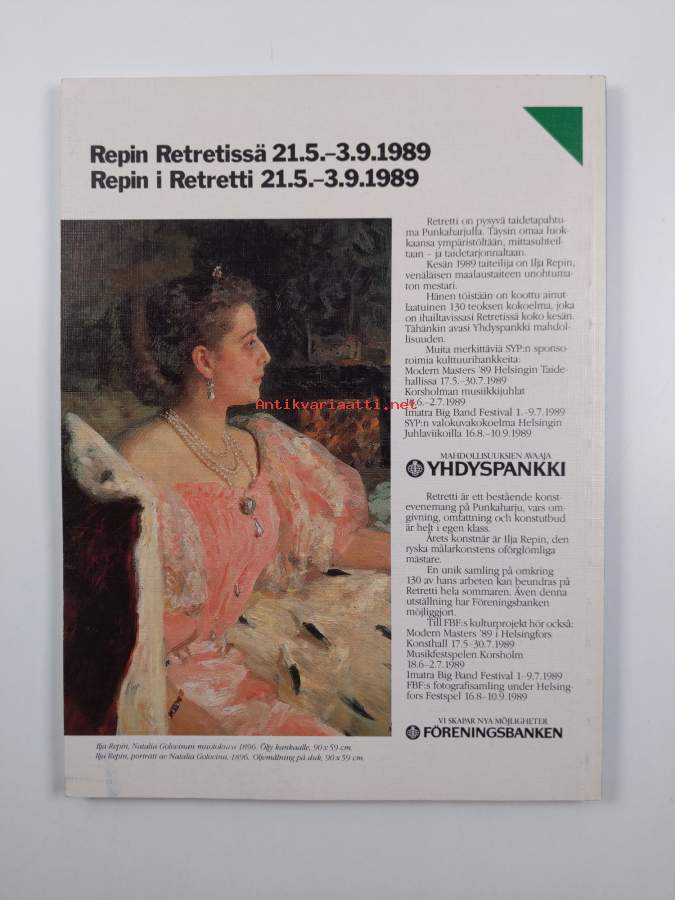 Repin Retretissä 21.5.–3.9.1989
Repin i Retretti 21.5.–3.9.1989
Retretti on pysyvä taidetapahtu-
ma Punkaharjulla. Täysin omaa luok-
kaansa ympäristöltään, mittasuhteil-
taan – ja taidetarjonnaltaan.
Kesän 1989 taiteilija on Ilja Repin,
venäläisen maalaustaiteen unohtuma-
ton mestari.
Hänen töistään on koottu ainut-
laatuinen 130 teoksen kokoelma, joka
on ihailtavissasi Retretissä koko kesän.
Tähänkin avasi Yhdyspankki mahdol-
lisuuden.
Muita merkittäviä SYP:n sponso-
roimia kulttuurihankkeita:
Modern Masters '89 Helsingin Taide-
hallissa 17.5.–30.7.1989
Korsholman musiikkijuhlat
18.6.–2.7.1989
Imatra Big Band Festival 1.–9.7.1989
SYP:n valokuvakokoelma Helsingin
Juhlaviikoilla 16.8.–10.9.1989
MAHDOLLISUUKSIEN AVAAJA
YHDYSPANKKI
Retretti är ett bestående konst-
evenemang på Punkaharju, vars om-
givning, omfattning och konstutbud
är helt i egen klass.
Årets konstnär är Ilja Repin, den
ryska målarkonstens oförglömliga
mästare.
En unik samling på omkring
130 av hans arbeten kan beundras på
Retretti hela sommaren. Även denna
utställning har Föreningsbanken
möjliggjort.
Till FBF:s kulturprojekt hör också:
Modern Masters '89 i Helsingfors
Konsthall 17.5–30.7.1989
Musikfestspelen Korsholm
18.6–2.7.1989
Imatra Big Band Festival 1–9.7.1989
FBF:s fotografisamling under Helsing-
fors Festspel 16.8–10.9.1989
VI SKAPAR NYA MÖJLIGHETER
FÖRENINGSBANKEN
Ilja Repin, Natalia Golovinan muotokuva 1896. Öljy kankaalle, 90 x 59 cm.
Ilja Repin, porträtt av Natalia Golovina, 1896. Oljemålning på duk, 90 x 59 cm.
Antikvariaatti.net